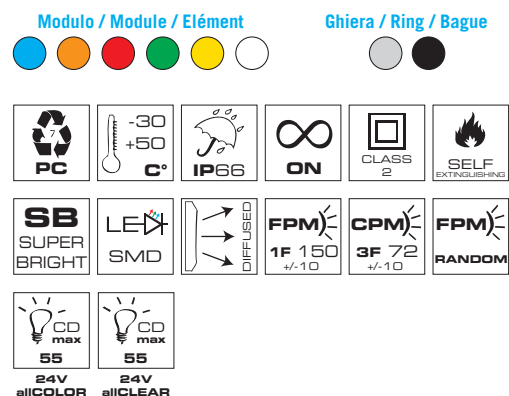 Modulo / Module / Elément
Ghiera / Ring / Bague
7
PC
-30
+50
C°
IP66
ON
CLASS
2
SELF
EXTINGUISHING
SB
SUPER
BRIGHT
LE
SMD
DIFFUSED
FPM
1F 150
+/-10
CPM
3F 72
+/-10
FPM
RANDOM
CD
max
55
24V
allCOLOR
CD
max
55
24V
allCLEAR